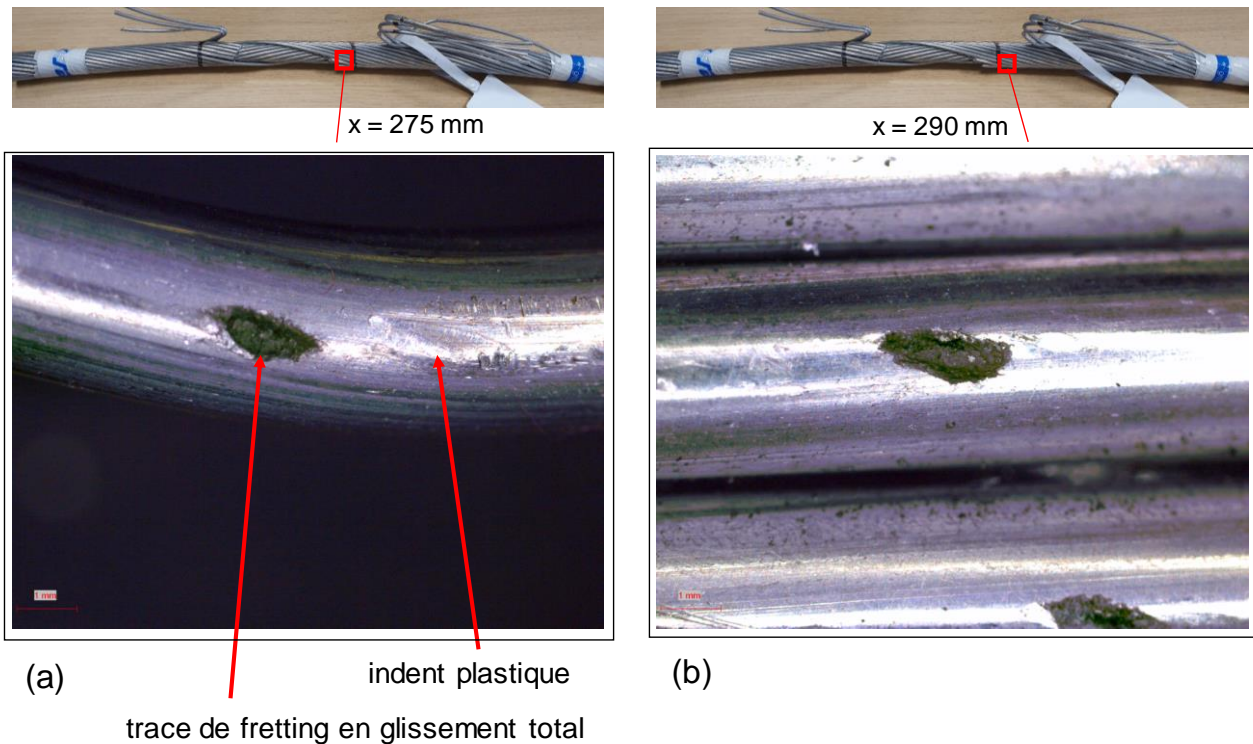 x = 275 mm
x = 290 mm
1 mm
1 mm
(a)
indent plastique
(b)
trace de fretting en glissement total